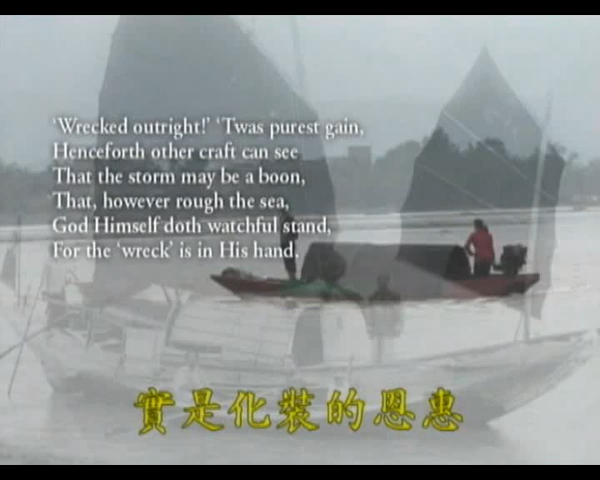 ‘Wrecked outright!’ ‘Twas purest gain,
Henceforth other craft can see
That the storm may be a boon,
That, however rough the sea,
God Himself doth watchful stand,
For the ‘wreck’ is in His hand.
實是化裝的恩惠